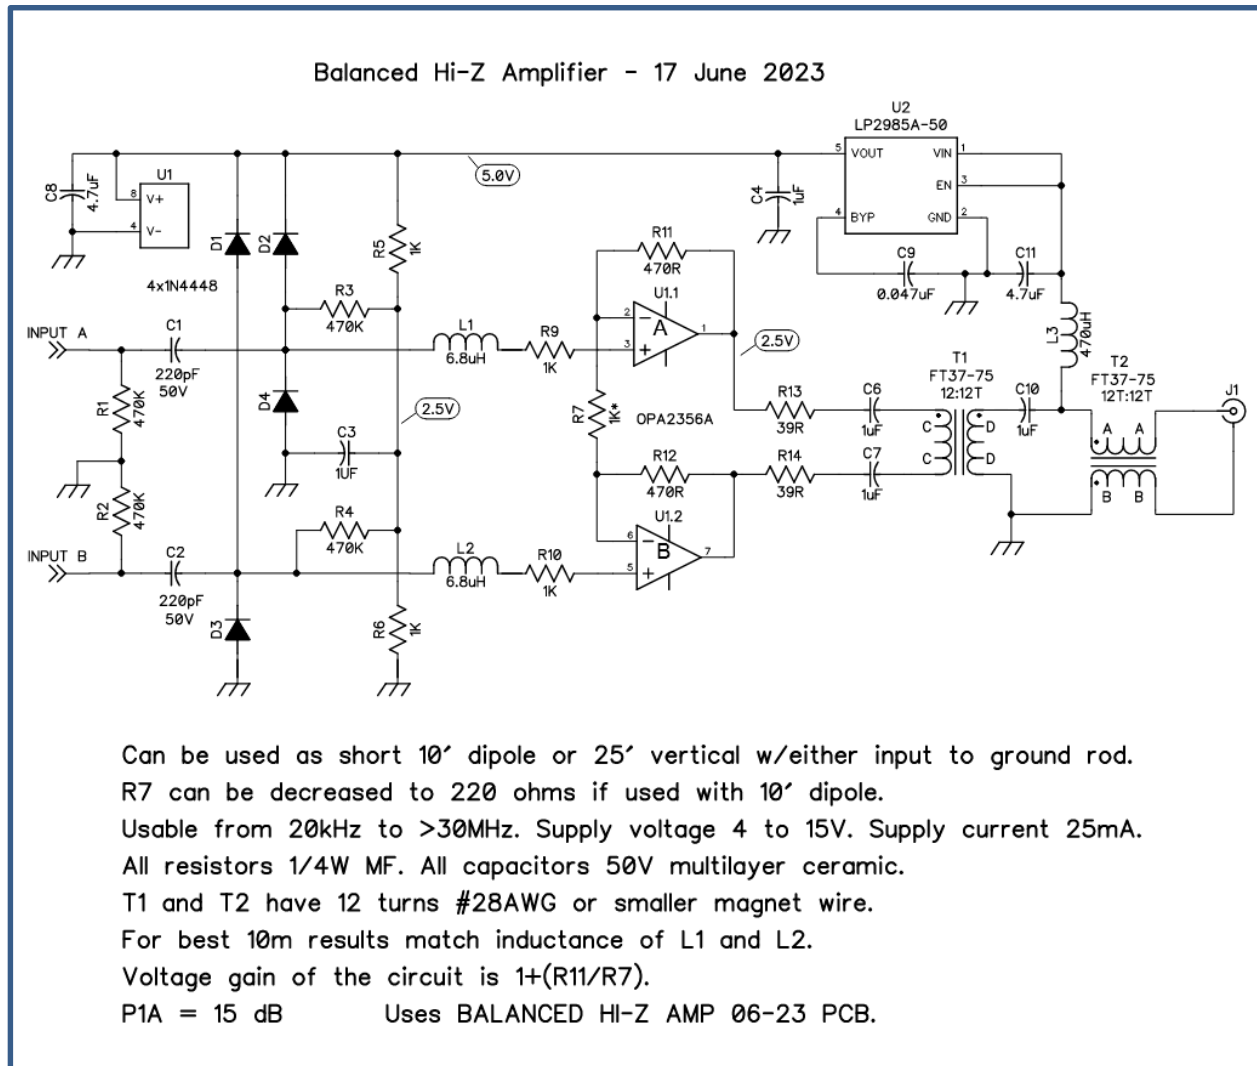 Balanced Hi-Z Amplifier - 17 June 2023
U2
LP2985A-50
C8
4.7uF
U1
8
V+
4
V-
D1
D2
R5
1K
5.0V
C4
1uF
5
VOUT
VIN
1
EN
3
4
BYP
GND
2
C9
0.047uF
C11
4.7uF
4x1N4448
R3
470K
R11
470R
U1.1
2
-
A
3
+
1
2.5V
L3
470uH
INPUT A
C1
220pF
50V
L1
6.8uH
R9
1K
T1
FT37-75
12:12T
T2
FT37-75
12T:12T
J1
R1
470K
D4
2.5V
R7
1K*
OPA2356A
R13
39R
C6
1uF
C
C
D
D
C10
1uF
A
A
B
B
C3
1UF
R2
470K
R4
470K
R12
470R
R14
39R
C7
1uF
INPUT B
C2
220pF
50V
L2
6.8uH
R10
1K
U1.2
6
-
B
5
+
7
D3
R6
1K
Can be used as short 10′ dipole or 25′ vertical w/either input to ground rod.
R7 can be decreased to 220 ohms if used with 10′ dipole.
Usable from 20kHz to >30MHz. Supply voltage 4 to 15V. Supply current 25mA.
All resistors 1/4W MF. All capacitors 50V multilayer ceramic.
T1 and T2 have 12 turns #28AWG or smaller magnet wire.
For best 10m results match inductance of L1 and L2.
Voltage gain of the circuit is 1+(R11/R7).
P1A = 15 dB Uses BALANCED HI-Z AMP 06-23 PCB.